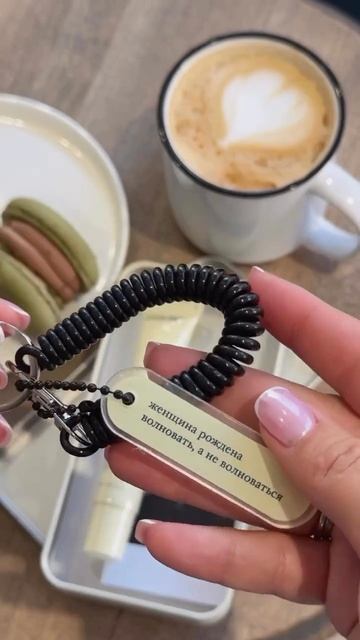 женщина рождена
волновать, а не волноваться